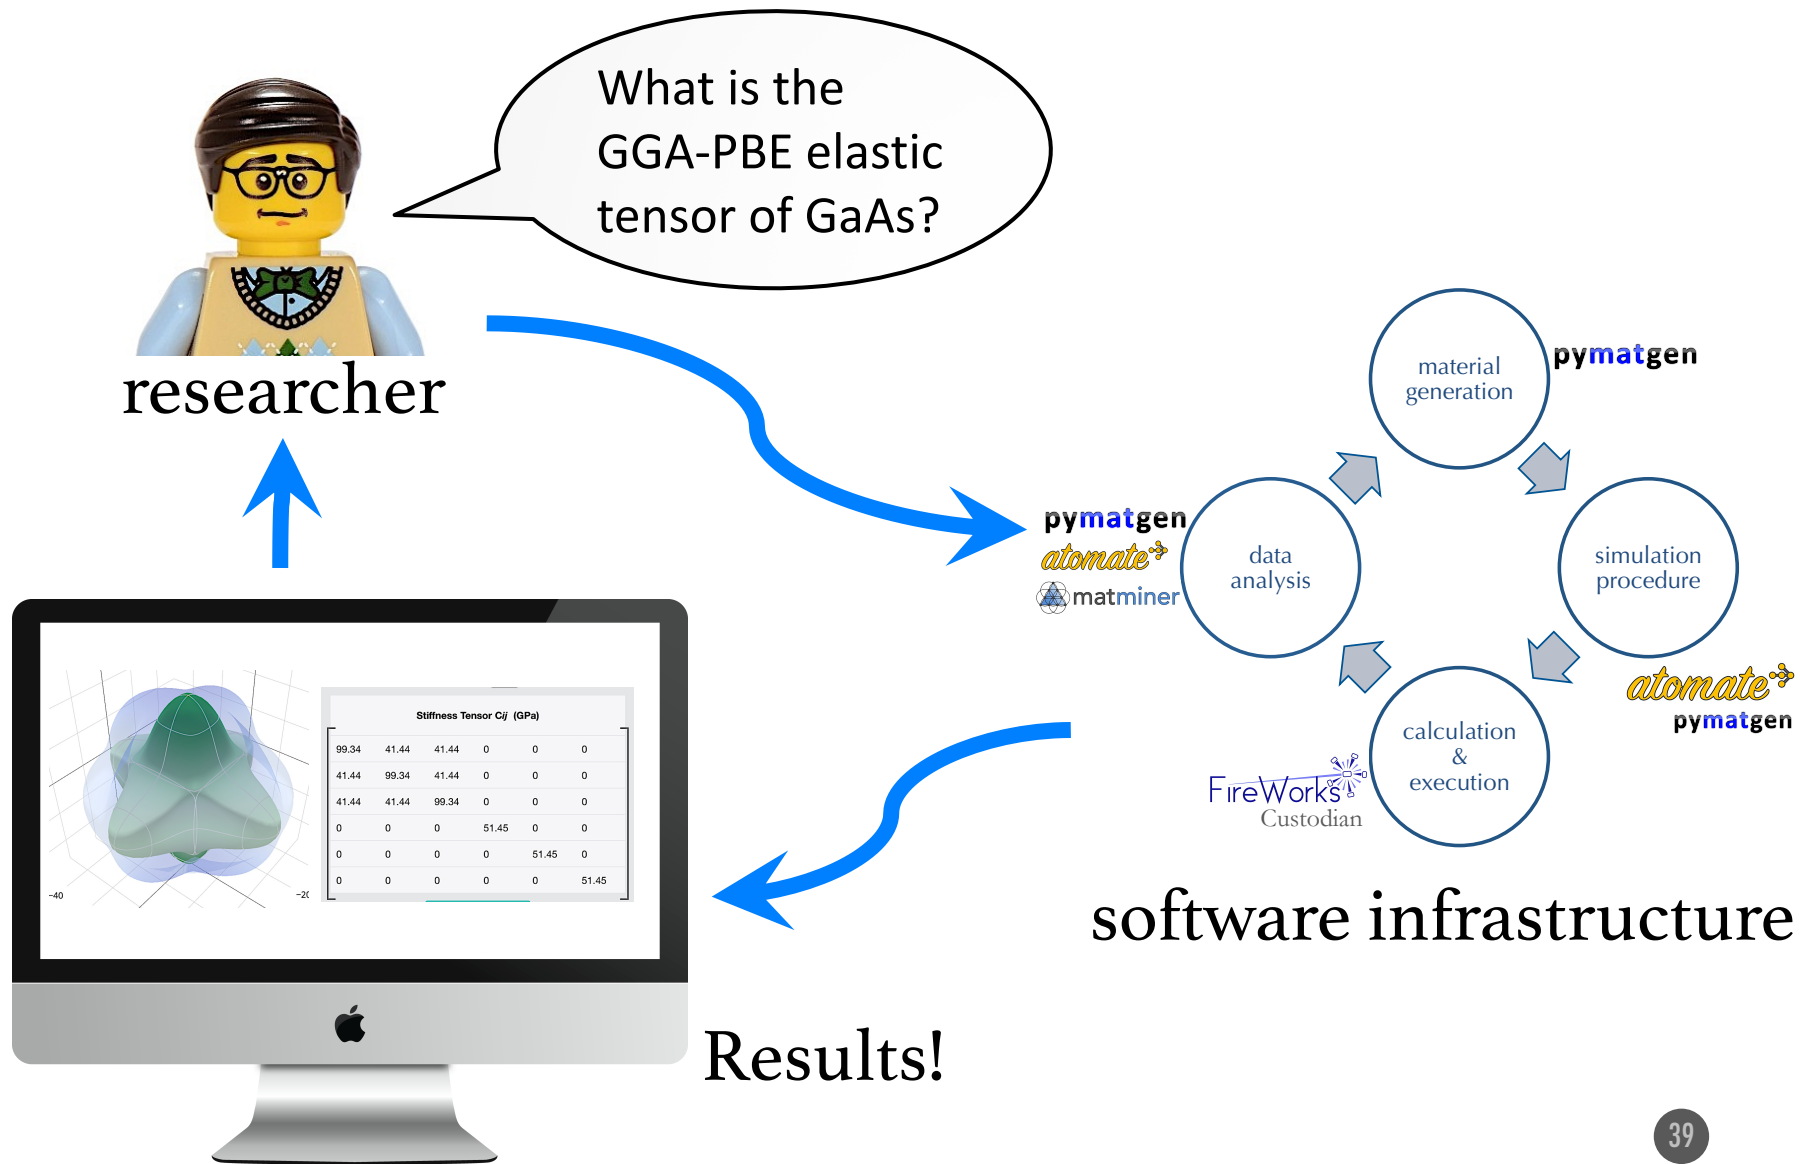 What is the
GGA-PBE elastic
tensor of GaAs?
researcher
material
generation
pymatgen
pymatgen
atomate
matminer
data
analysis
simulation
procedure
atomate
pymatgen
calculation
&
execution
FireWorks
Custodian
software infrastructure
Stiffness Tensor Cij (GPa)
99.34 41.44 41.44 0 0 0
41.44 99.34 41.44 0 0 0
41.44 41.44 99.34 0 0 0
0 0 0 51.45 0 0
0 0 0 0 51.45 0
0 0 0 0 0 51.45
−40
−20
Results!
39